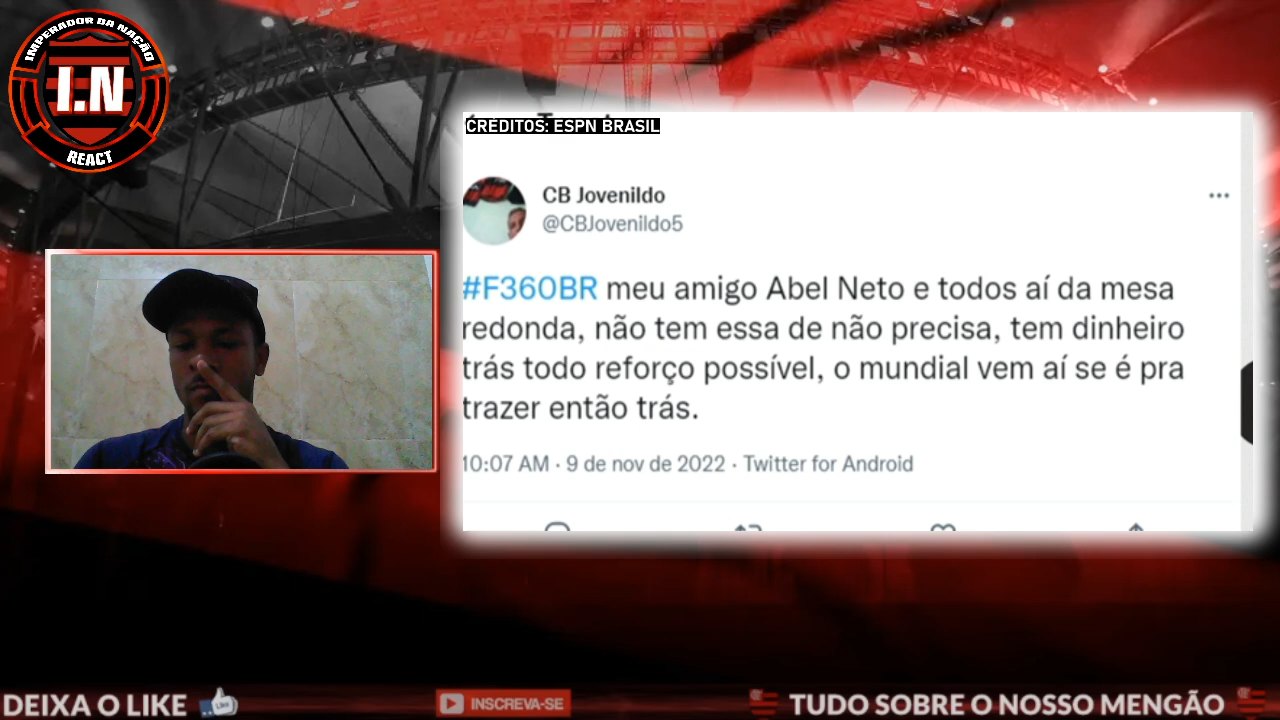 IMPERADOR DA NAÇÃO
I.N
REACT
CRÉDITOS: ESPN BRASIL
CB Jovenildo
@CBJovenildo5
#F360BR meu amigo Abel Neto e todos aí da mesa
redonda, não tem essa de não precisa, tem dinheiro
trás todo reforço possível, o mundial vem aí se é pra
trazer então trás.
10:07 AM · 9 de nov de 2022 · Twitter for Android
DEIXA O LIKE
Like
INSCREVA-SE
TUDO SOBRE O NOSSO MENGÃO